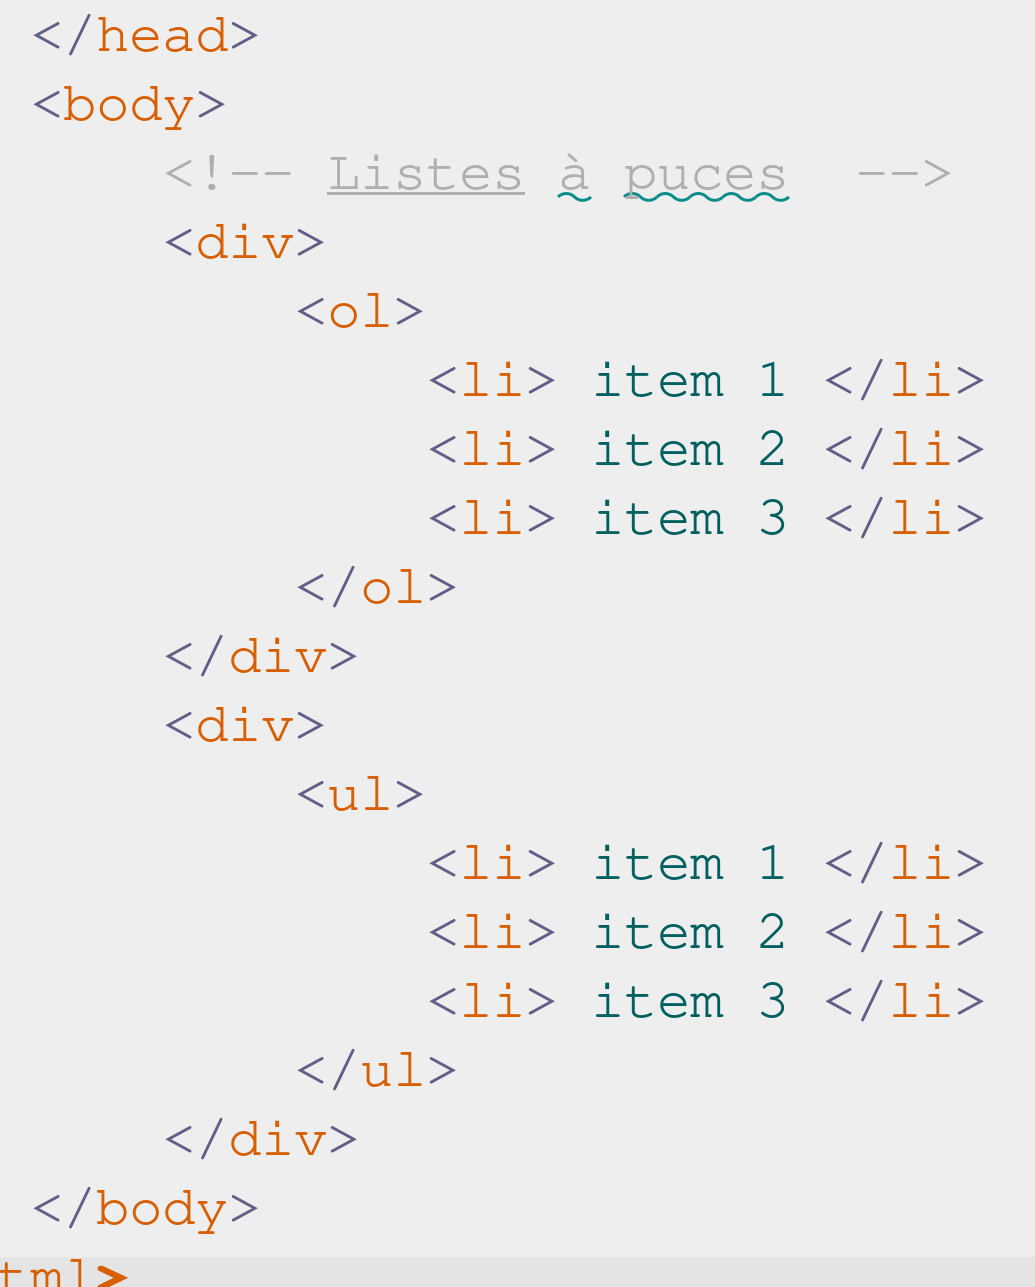 </head>
<body>
<!-- Listes à puces  -->
<div>
<ol>
<li> item 1 </li>
<li> item 2 </li>
<li> item 3 </li>
</ol>
</div>
<div>
<ul>
<li> item 1 </li>
<li> item 2 </li>
<li> item 3 </li>
</ul>
</div>
</body>
tml>